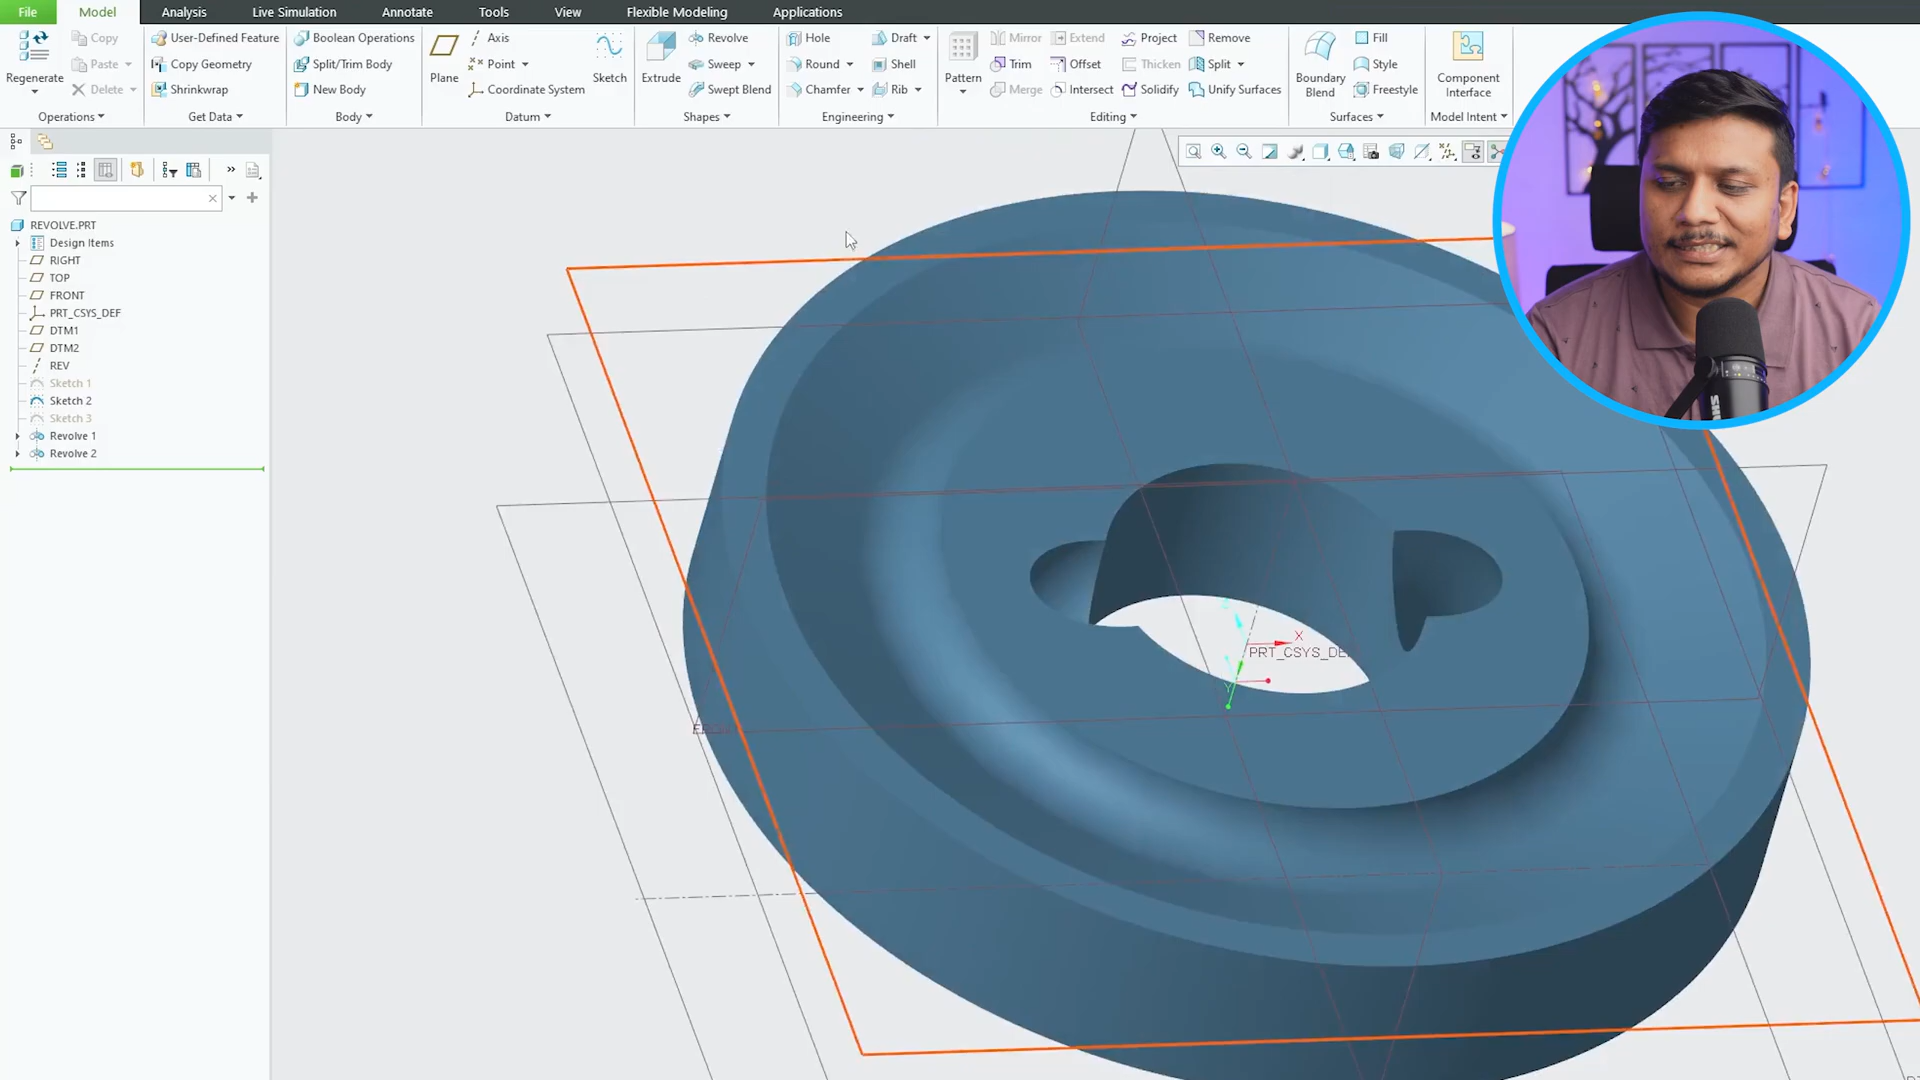 File Model Analysis Live Simulation Annotate Tools View Flexible Modeling Applications
Regenerate
Copy
Paste
Delete
Operations
User-Defined Feature
Copy Geometry
Shrinkwrap
Get Data
Boolean Operations
Split/Trim Body
New Body
Body
Plane
Axis
Point
Coordinate System
Sketch
Datum
Extrude
Revolve
Sweep
Swept Blend
Shapes
Hole
Round
Chamfer
Draft
Shell
Rib
Engineering
Pattern
Mirror
Trim
Merge
Extend
Offset
Intersect
Project
Thicken
Solidify
Remove
Split
Unify Surfaces
Editing
Boundary
Blend
Fill
Style
Freestyle
Surfaces
Component
Interface
Model Intent
REVOLVE.PRT
Design Items
RIGHT
TOP
FRONT
PRT_CSYS_DEF
DTM1
DTM2
REV
Sketch 1
Sketch 2
Sketch 3
Revolve 1
Revolve 2
X
PRT_CSYS_DE
Y